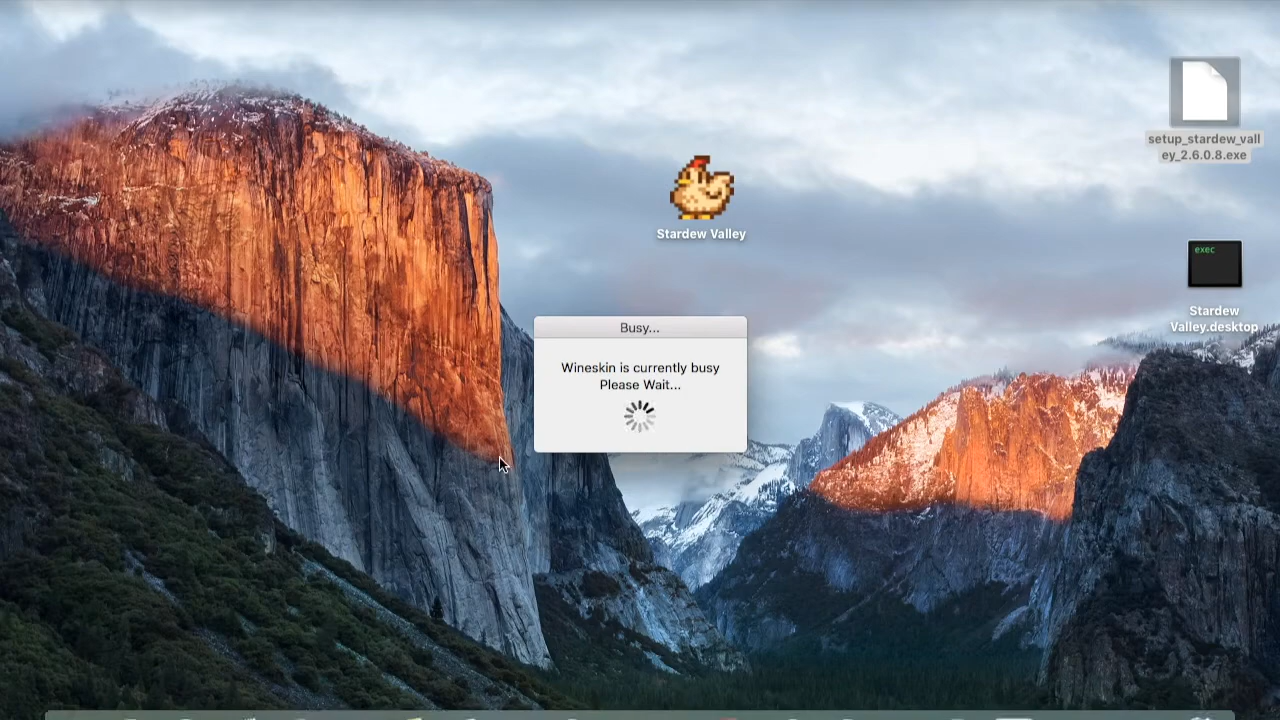 setup_stardew_vall
ey_2.6.0.8.exe
Stardew Valley
exec
Stardew
Valley.desktop
Busy...
Wineskin is currently busy
Please Wait...